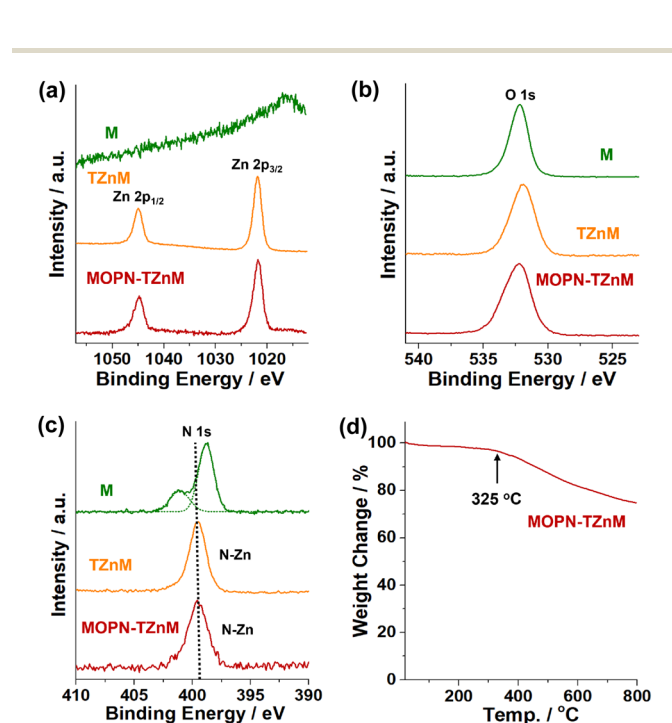 (a)
M
TZnM
Zn 2p1/2
Zn 2p3/2
MOPN-TZnM
Intensity / a.u.
1050 1040 1030 1020
Binding Energy / eV
(b)
O 1s
M
TZnM
MOPN-TZnM
Intensity / a.u.
540 535 530 525
Binding Energy / eV
(c)
N 1s
M
TZnM
N-Zn
MOPN-TZnM
N-Zn
Intensity / a.u.
410 405 400 395 390
Binding Energy / eV
(d)
100
80
60
40
20
0
325 °C
MOPN-TZnM
Weight Change / %
200 400 600 800
Temp. / °C